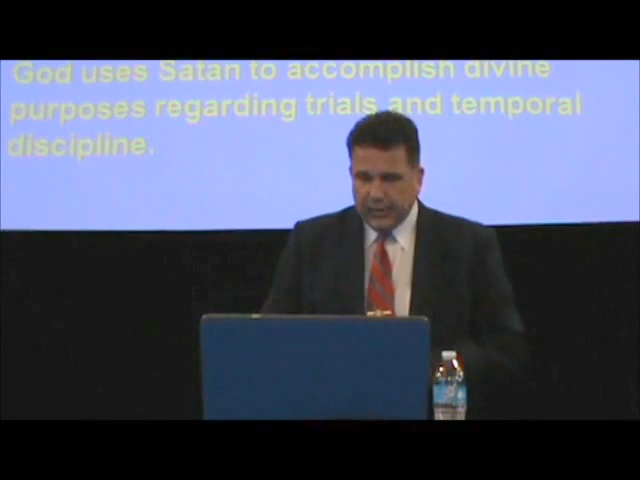 God uses Satan to accomplish divine
purposes regarding trials and temporal
discipline.